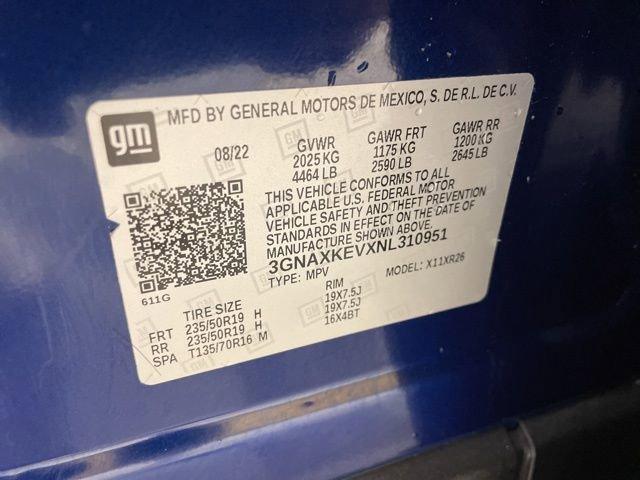 gm
MFD BY GENERAL MOTORS DE MEXICO, S. DE R.L. DE C.V.
08/22 GVWR GAWR FRT GAWR RR
2025 KG 1175 KG 1200 KG
4464 LB 2590 LB 2645 LB
THIS VEHICLE CONFORMS TO ALL
APPLICABLE U.S. FEDERAL MOTOR
VEHICLE SAFETY AND THEFT PREVENTION
STANDARDS IN EFFECT ON THE DATE OF
MANUFACTURE SHOWN ABOVE.
3GNAXKEVXNL310951
TYPE: MPV MODEL: X11XR26
611G
TIRE SIZE RIM
FRT 235/50R19 H 19X7.5J
RR 235/50R19 H 19X7.5J
SPA T135/70R16 M 16X4BT